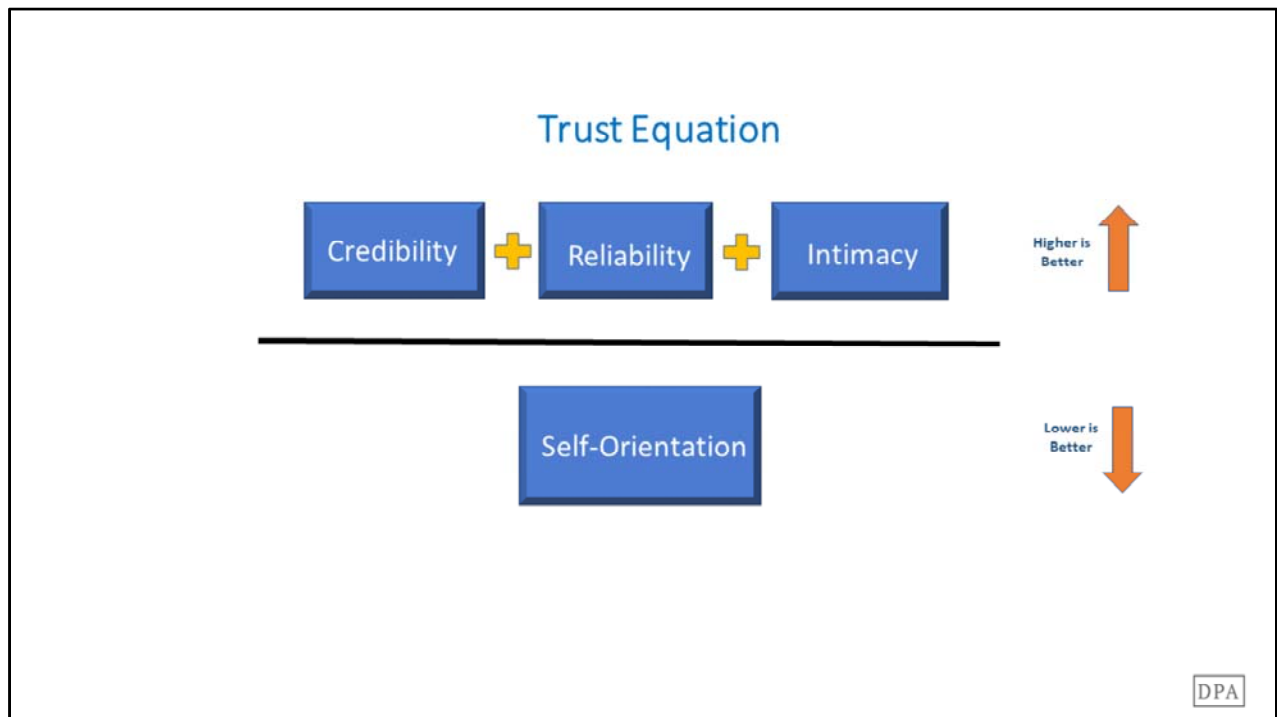 Trust Equation
Credibility
Reliability
Intimacy
Higher is
Better
Self-Orientation
Lower is
Better
DPA